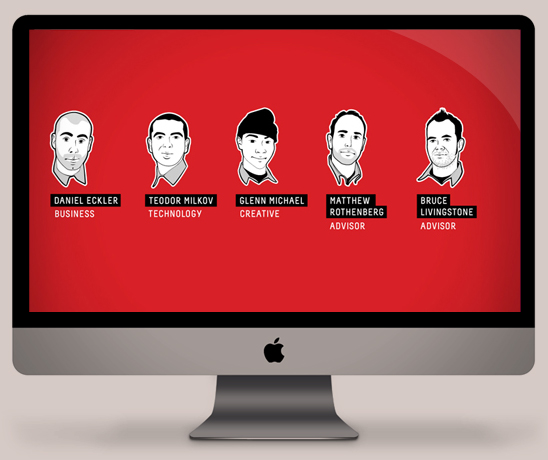 DANIEL ECKLER
BUSINESS
TEODOR MILKOV
TECHNOLOGY
GLENN MICHAEL
CREATIVE
MATTHEW
ROTHENBERG
ADVISOR
BRUCE
LIVINGSTONE
ADVISOR